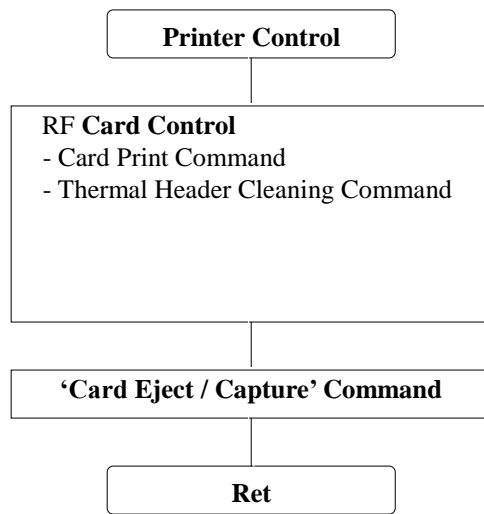 Printer Control
RF Card Control
- Card Print Command
- Thermal Header Cleaning Command
‘Card Eject / Capture’ Command
Ret